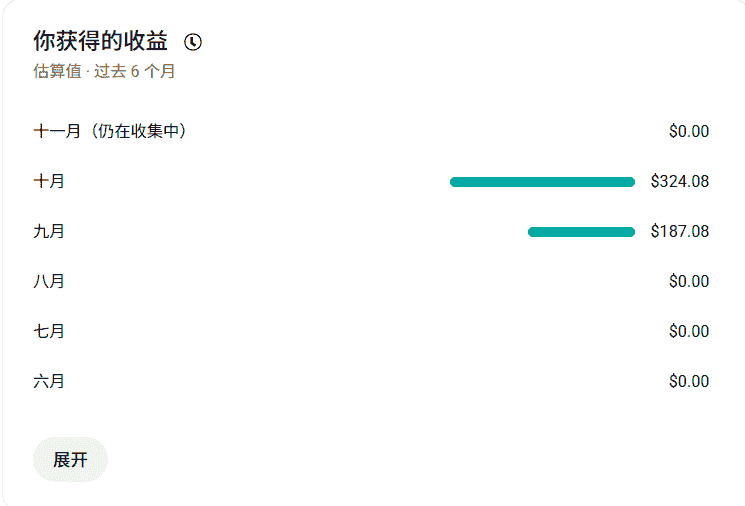 你获得的收益
估算值 · 过去 6 个月
十一月（仍在收集中） $0.00
十月 $324.08
九月 $187.08
八月 $0.00
七月 $0.00
六月 $0.00
展开